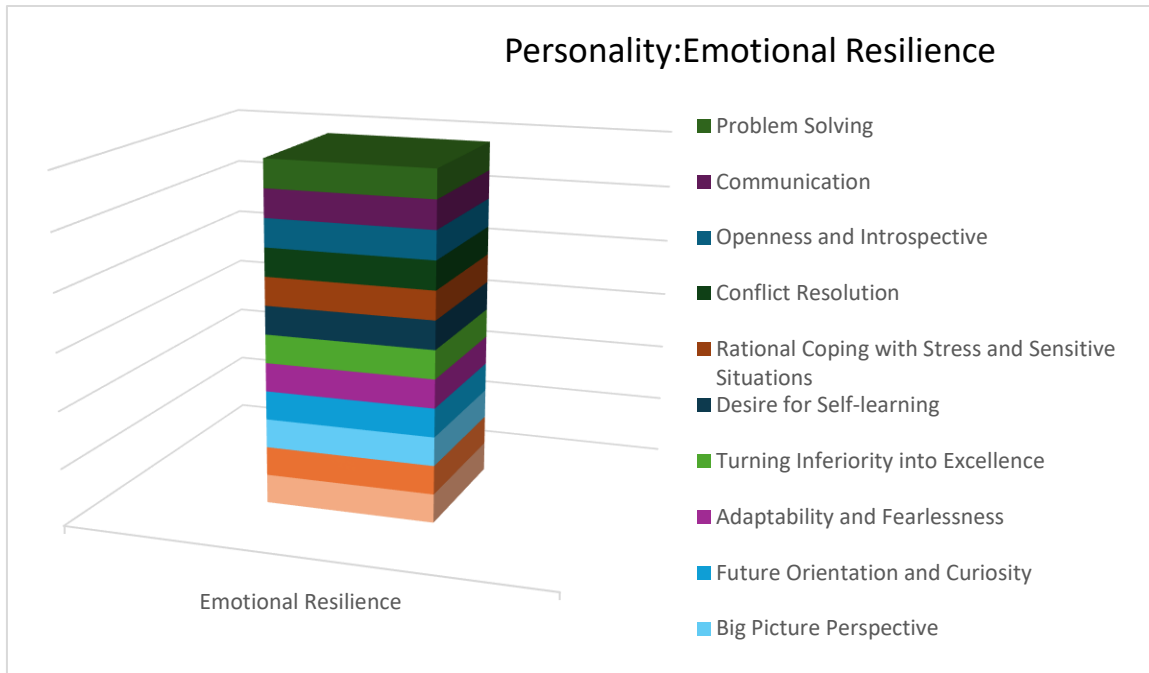 Personality:Emotional Resilience
Problem Solving
Communication
Openness and Introspective
Conflict Resolution
Rational Coping with Stress and Sensitive
Situations
Desire for Self-learning
Turning Inferiority into Excellence
Adaptability and Fearlessness
Future Orientation and Curiosity
Big Picture Perspective
Emotional Resilience